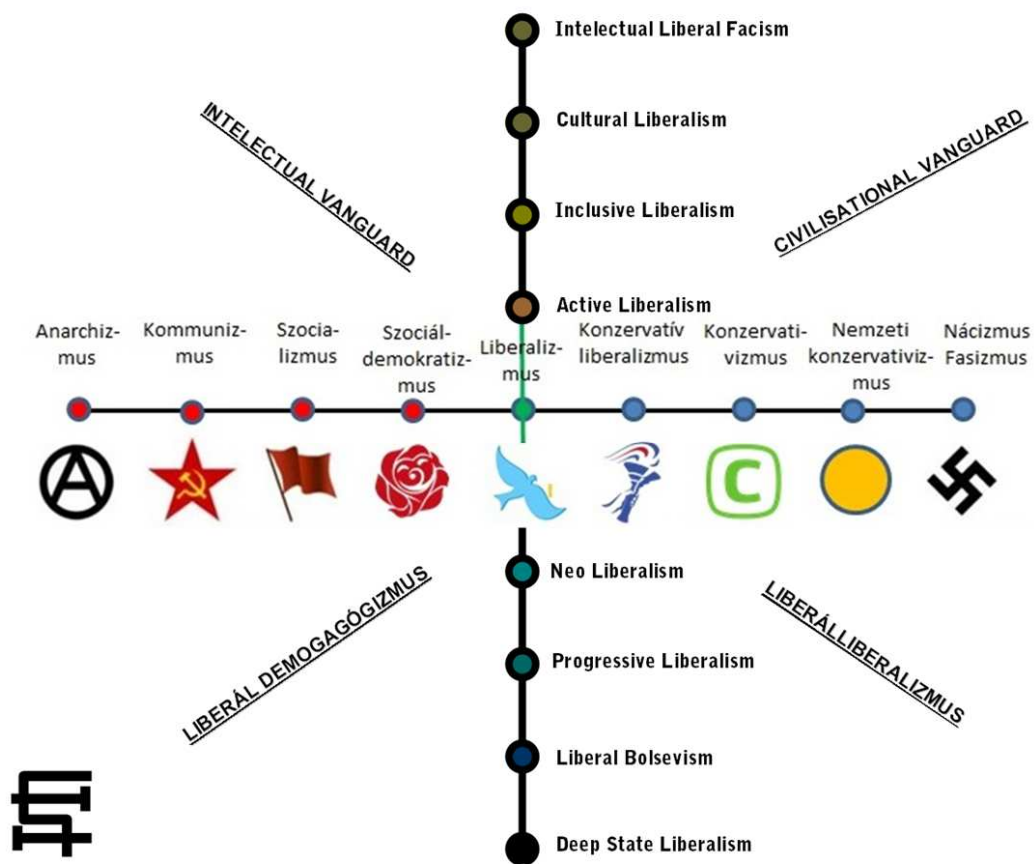 Intelectual Liberal Facism
Cultural Liberalism
INTELECTUAL VANGUARD
CIVILISATIONAL VANGUARD
Inclusive Liberalism
Active Liberalism
Anarchiz-
mus
Kommuniz-
mus
Szocia-
lizmus
Szociál-
demokratiz-
mus
Liberaliz-
mus
Konzervatív
liberalizmus
Konzervati-
vizmus
Nemzeti
konzervativiz-
mus
Nácizmus
Fasizmus
A
C
Neo Liberalism
LIBERÁL DEMOGAGÓGIZMUS
LIBERÁLLIBERALIZMUS
Progressive Liberalism
Liberal Bolsevism
Deep State Liberalism